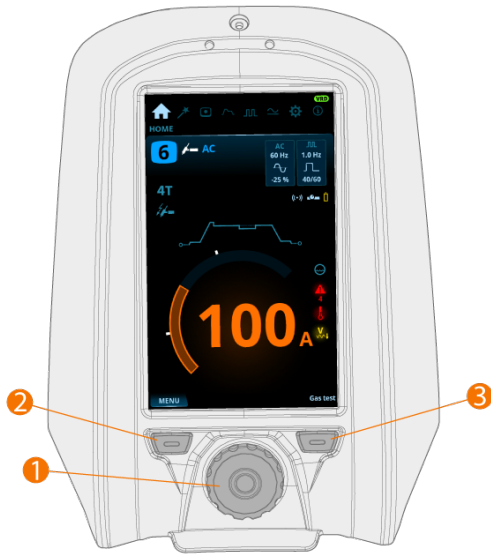 VRD
HOME
6 AC
AC
60 Hz
-25 %
1.0 Hz
40/60
4T
4
V
100 A
MENU
Gas test
2
3
1